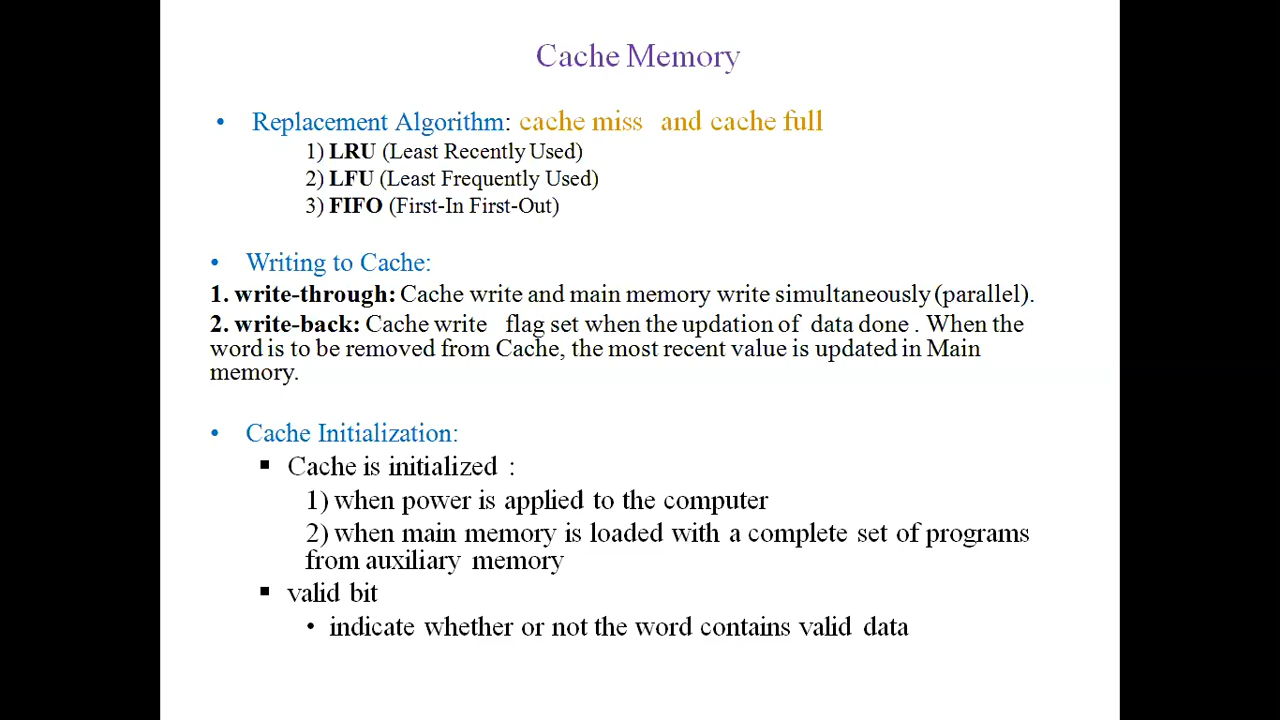 Cache Memory
• Replacement Algorithm: cache miss and cache full
1) LRU (Least Recently Used)
2) LFU (Least Frequently Used)
3) FIFO (First-In First-Out)
• Writing to Cache:
1. write-through: Cache write and main memory write simultaneously (parallel).
2. write-back: Cache write flag set when the updation of data done . When the
word is to be removed from Cache, the most recent value is updated in Main
memory.
• Cache Initialization:
▪ Cache is initialized :
1) when power is applied to the computer
2) when main memory is loaded with a complete set of programs
from auxiliary memory
▪ valid bit
• indicate whether or not the word contains valid data